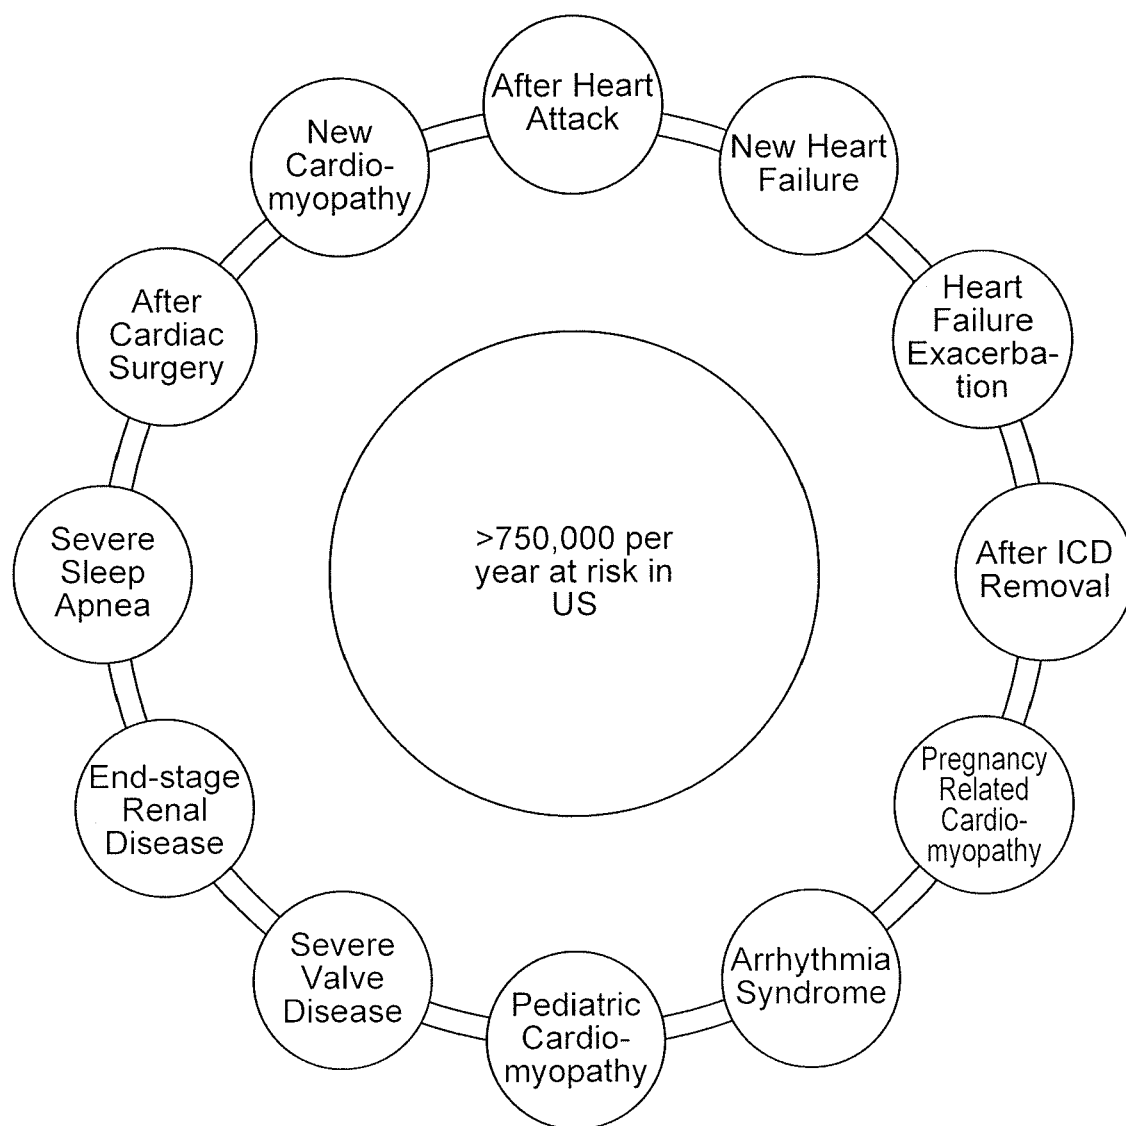 After Heart
Attack
New Heart
Failure
Heart
Failure
Exacerba-
tion
After ICD
Removal
Pregnancy
Related
Cardio-
myopathy
Arrhythmia
Syndrome
Pediatric
Cardio-
myopathy
Severe
Valve
Disease
End-stage
Renal
Disease
Severe
Sleep
Apnea
After
Cardiac
Surgery
New
Cardio-
myopathy
>750,000 per
year at risk in
US